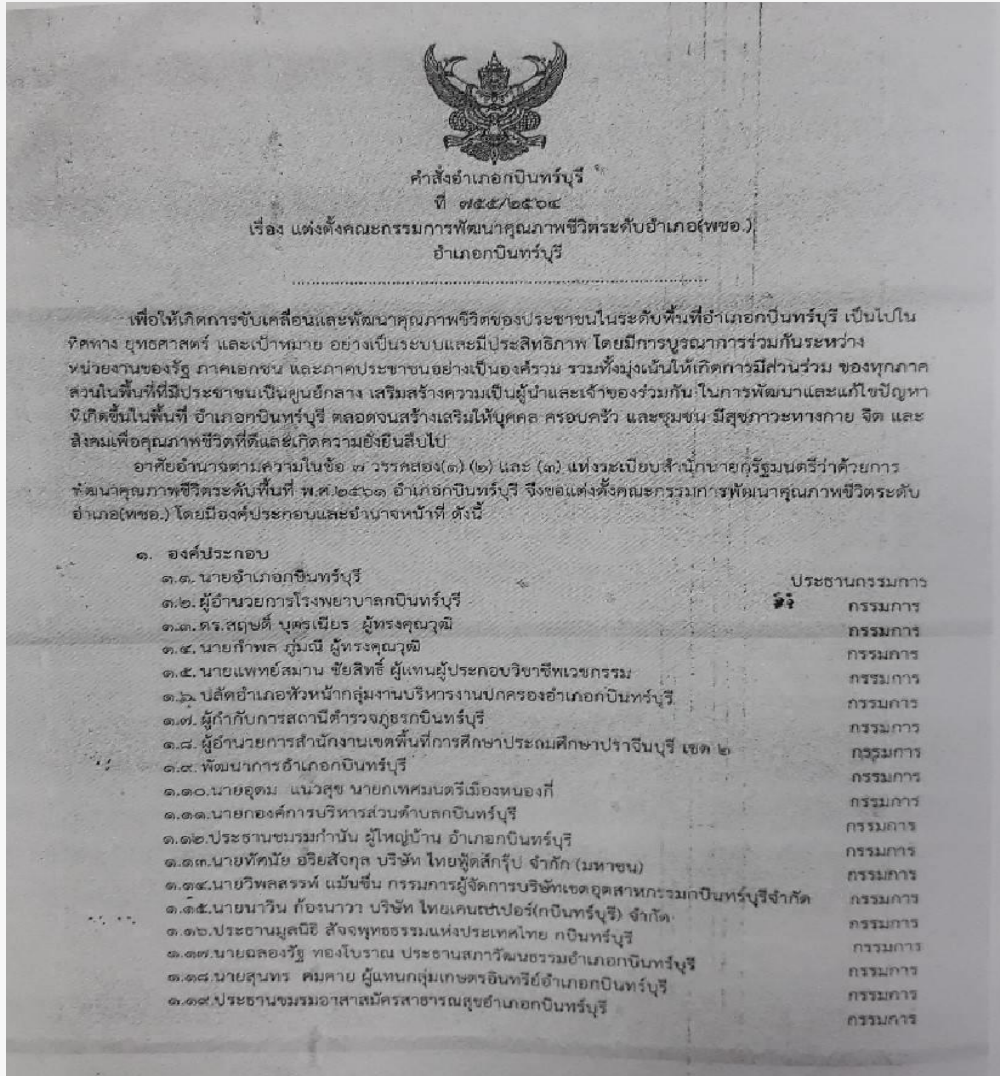 คำสั่งอำเภอกบินทร์บุรี
ที่ ๗๕๕/๒๕๖๔
เรื่อง แต่งตั้งคณะกรรมการพัฒนาคุณภาพชีวิตระดับอำเภอ(พชอ.)
อำเภอกบินทร์บุรี
เพื่อให้เกิดการขับเคลื่อนและพัฒนาคุณภาพชีวิตของประชาชนในระดับพื้นที่อำเภอกบินทร์บุรี เป็นไปใน
ทิศทาง ยุทธศาสตร์ และเป้าหมาย อย่างเป็นระบบและมีประสิทธิภาพ โดยมีการบูรณาการร่วมกันระหว่าง
หน่วยงานของรัฐ ภาคเอกชน และภาคประชาชนอย่างเป็นองค์รวม รวมทั้งมุ่งเน้นให้เกิดการมีส่วนร่วม ของทุกภาค
ส่วนในพื้นที่ที่มีประชาชนเป็นศูนย์กลาง เสริมสร้างความเป็นผู้นำและเจ้าของร่วมกัน ในการพัฒนาและแก้ไขปัญหา
ที่เกิดขึ้นในพื้นที่ อำเภอกบินทร์บุรี ตลอดจนสร้างเสริมให้บุคคล ครอบครัว และชุมชน มีสุขภาวะทางกาย จิต และ
สังคมเพื่อคุณภาพชีวิตที่ดีและเกิดความยั่งยืนสืบไป
อาศัยอำนาจตามความในข้อ ๗ วรรคสอง(๑) (๒) และ (๓) แห่งระเบียบสำนักนายกรัฐมนตรีว่าด้วยการ
พัฒนาคุณภาพชีวิตระดับพื้นที่ พ.ศ.๒๕๖๑ อำเภอกบินทร์บุรี จึงขอแต่งตั้งคณะกรรมการพัฒนาคุณภาพชีวิตระดับ
อำเภอ(พชอ.) โดยมีองค์ประกอบและอำนาจหน้าที่ ดังนี้
๑. องค์ประกอบ
๑.๑. นายอำเภอกบินทร์บุรี ประธานกรรมการ
๑.๒. ผู้อำนวยการโรงพยาบาลกบินทร์บุรี กรรมการ
๑.๓. ดร.สฤษดิ์ บุตรเนียร ผู้ทรงคุณวุฒิ กรรมการ
๑.๔. นายกำพล ภู่มณี ผู้ทรงคุณวุฒิ กรรมการ
๑.๕. นายแพทย์สมาน ชัยสิทธิ์ ผู้แทนผู้ประกอบวิชาชีพเวชกรรม กรรมการ
๑.๖. ปลัดอำเภอหัวหน้ากลุ่มงานบริหารงานปกครองอำเภอกบินทร์บุรี กรรมการ
๑.๗. ผู้กำกับการสถานีตำรวจภูธรกบินทร์บุรี กรรมการ
๑.๘. ผู้อำนวยการสำนักงานเขตพื้นที่การศึกษาประถมศึกษาปราจีนบุรี เขต ๒ กรรมการ
๑.๙. พัฒนาการอำเภอกบินทร์บุรี กรรมการ
๑.๑๐.นายอุดม แน่วสุข นายกเทศมนตรีเมืองหนองกี่ กรรมการ
๑.๑๑.นายกองค์การบริหารส่วนตำบลกบินทร์บุรี กรรมการ
๑.๑๒.ประธานชมรมกำนัน ผู้ใหญ่บ้าน อำเภอกบินทร์บุรี กรรมการ
๑.๑๓.นายทัศนัย อริยสัจกุล บริษัท ไทยฟู้ดส์กรุ๊ป จำกัด (มหาชน) กรรมการ
๑.๑๔.นายวิพลสรรท์ แม้นชื่น กรรมการผู้จัดการบริษัทเขตอุตสาหกรรมกบินทร์บุรีจำกัด กรรมการ
๑.๑๕.นายนาวิน ก้องนาวา บริษัท ไทยเคนเปเปอร์(กบินทร์บุรี) จำกัด กรรมการ
๑.๑๖.ประธานมูลนิธิ สัจจพุทธธรรมแห่งประเทศไทย กบินทร์บุรี กรรมการ
๑.๑๗.นายฉลองรัฐ ทองโบราณ ประธานสภาวัฒนธรรมอำเภอกบินทร์บุรี กรรมการ
๑.๑๘.นายสุนทร คมคาย ผู้แทนกลุ่มเกษตรอินทรีย์อำเภอกบินทร์บุรี กรรมการ
๑.๑๙.ประธานชมรมอาสาสมัครสาธารณสุขอำเภอกบินทร์บุรี กรรมการ